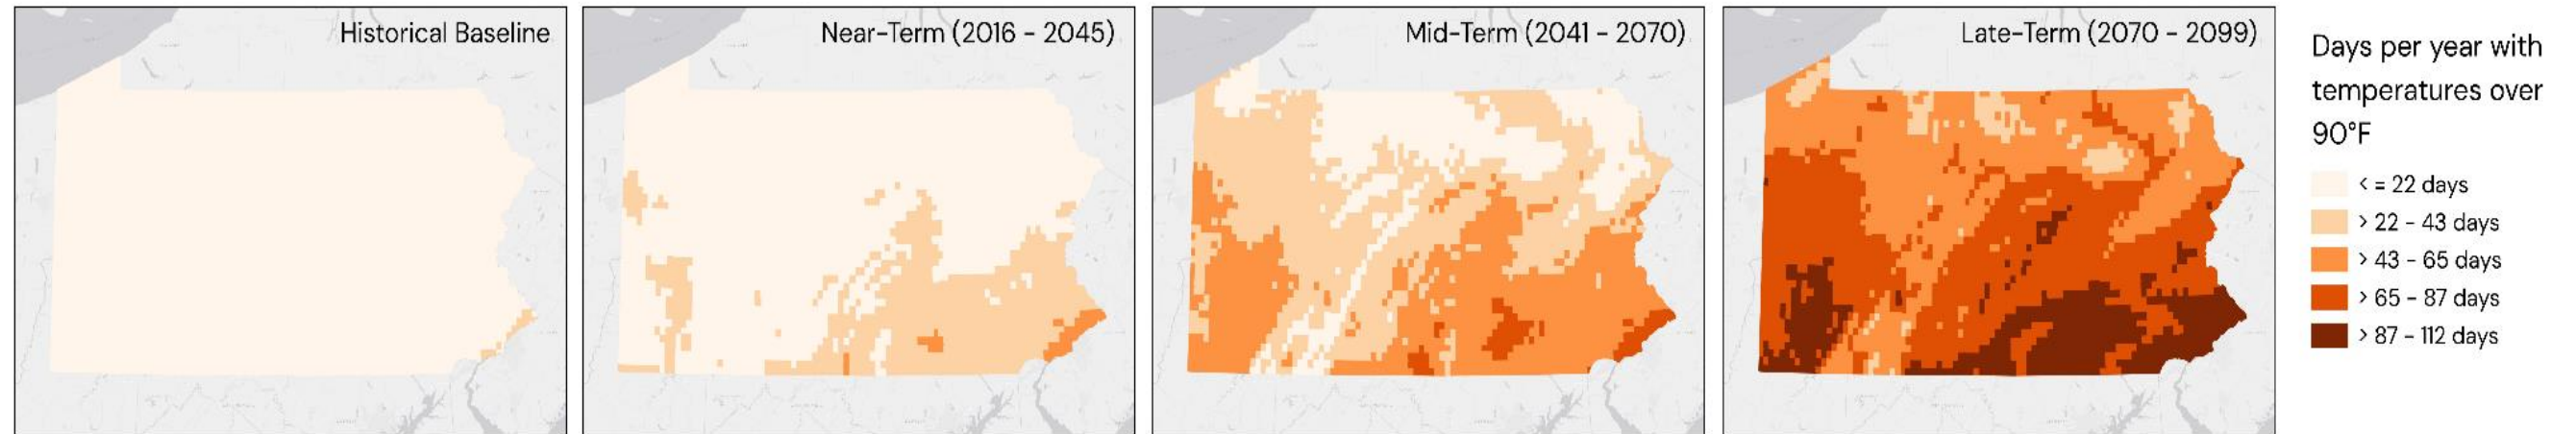 Historical Baseline
Near-Term (2016 - 2045)
Mid-Term (2041 - 2070)
Late-Term (2070 - 2099)
Days per year with
temperatures over
90°F
< = 22 days
> 22 - 43 days
> 43 - 65 days
> 65 - 87 days
> 87 - 112 days